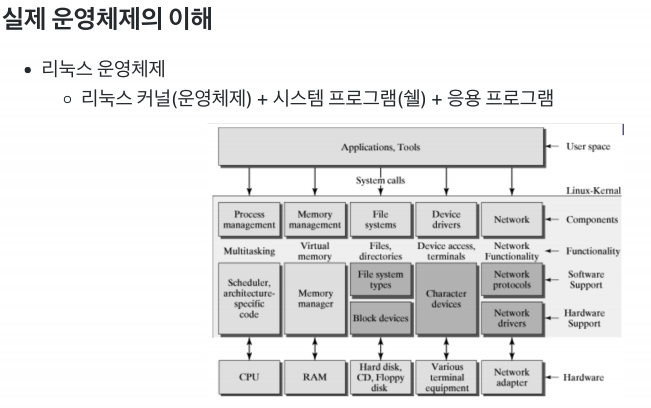 실제 운영체제의 이해
• 리눅스 운영체제
○ 리눅스 커널(운영체제) + 시스템 프로그램(쉘) + 응용 프로그램
Applications, Tools
User space
System calls
Linux-Kernal
Process
management
Memory
management
File
systems
Device
drivers
Network
Components
Multitasking
Virtual
memory
Files,
directories
Device access,
terminals
Network
Functionality
Functionality
Scheduler,
architecture-
specific
code
Memory
manager
File system
types
Block devices
Character
devices
Network
protocols
Network
drivers
Software
Support
Hardware
Support
CPU
RAM
Hard disk,
CD, Floppy
disk
Various
terminal
equipment
Network
adapter
Hardware